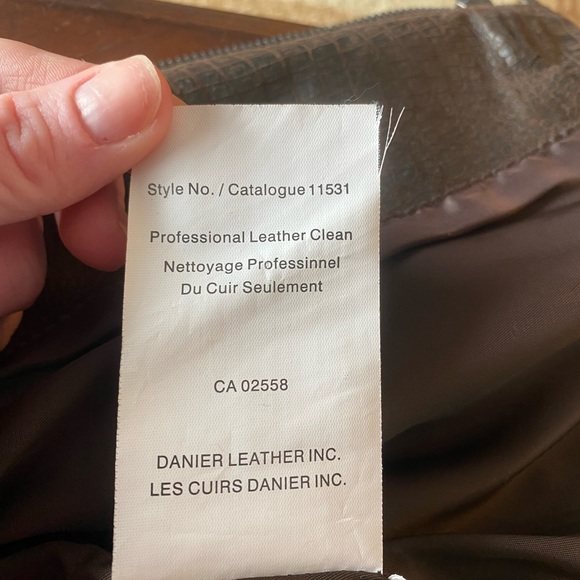 Style No. / Catalogue 11531
Professional Leather Clean
Nettoyage Professinnel
Du Cuir Seulement
CA 02558
DANIER LEATHER INC.
LES CUIRS DANIER INC.